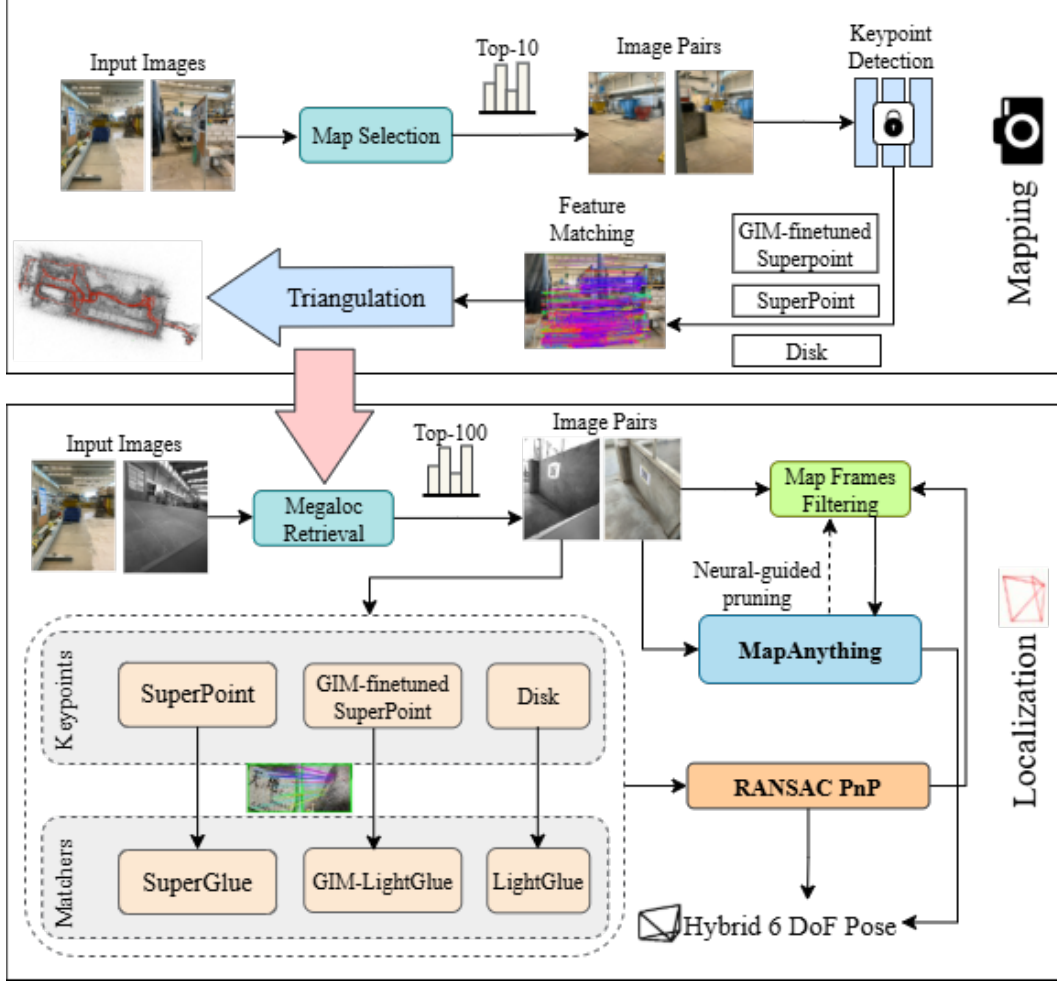 Input Images
Top-10
Image Pairs
Keypoint
Detection
Map Selection
Mapping
Feature
Matching
GIM-finetuned
Superpoint
SuperPoint
Disk
Triangulation
Input Images
Top-100
Image Pairs
Megaloc
Retrieval
Map Frames
Filtering
Neural-guided
pruning
MapAnything
Localization
Keypoints
SuperPoint
GIM-finetuned
SuperPoint
Disk
RANSAC PnP
Matchers
SuperGlue
GIM-LightGlue
LightGlue
Hybrid 6 DoF Pose